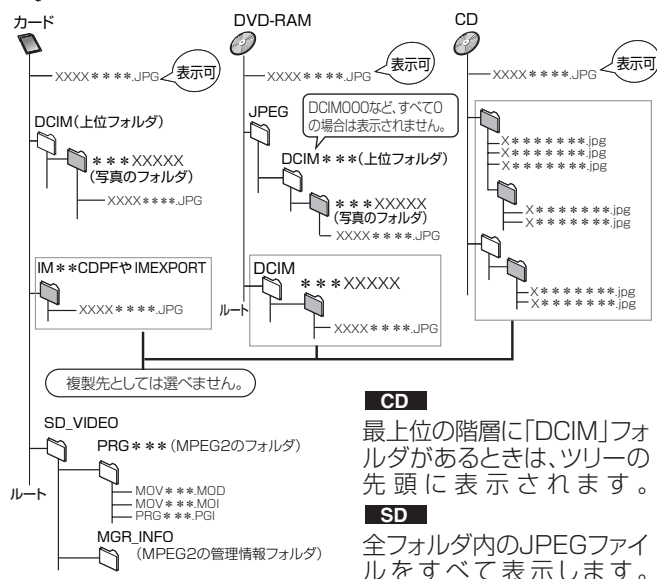 カード
XXXX＊＊＊＊.JPG
表示可
DCIM(上位フォルダ)
＊＊＊XXXXX
(写真のフォルダ)
XXXX＊＊＊＊.JPG
IM＊＊CDPFや IMEXPORT
XXXX＊＊＊＊.JPG
DVD-RAM
XXXX＊＊＊＊.JPG
表示可
JPEG
DCIM000など、すべて0
の場合は表示されません。
DCIM＊＊＊(上位フォルダ)
＊＊＊XXXXX
(写真のフォルダ)
XXXX＊＊＊＊.JPG
DCIM
＊＊＊XXXXX
XXXX＊＊＊＊.JPG
ルート
CD
XXXX＊＊＊＊.JPG
表示可
X＊＊＊＊＊＊＊.jpg
X＊＊＊＊＊＊＊.jpg
X＊＊＊＊＊＊＊.jpg
X＊＊＊＊＊＊＊.jpg
X＊＊＊＊＊＊＊.jpg
X＊＊＊＊＊＊＊.jpg
X＊＊＊＊＊＊＊.jpg
複製先としては選べません。
SD_VIDEO
PRG＊＊＊(MPEG2のフォルダ)
MOV＊＊＊.MOD
MOV＊＊＊.MOI
PRG＊＊＊.PGI
MGR_INFO
(MPEG2の管理情報フォルダ)
ルート
CD
最上位の階層に「DCIM」フォ
ルダがあるときは、ツリーの
先頭に表示されます。
SD
全フォルダ内のJPEGファイ
ルをすべて表示します。